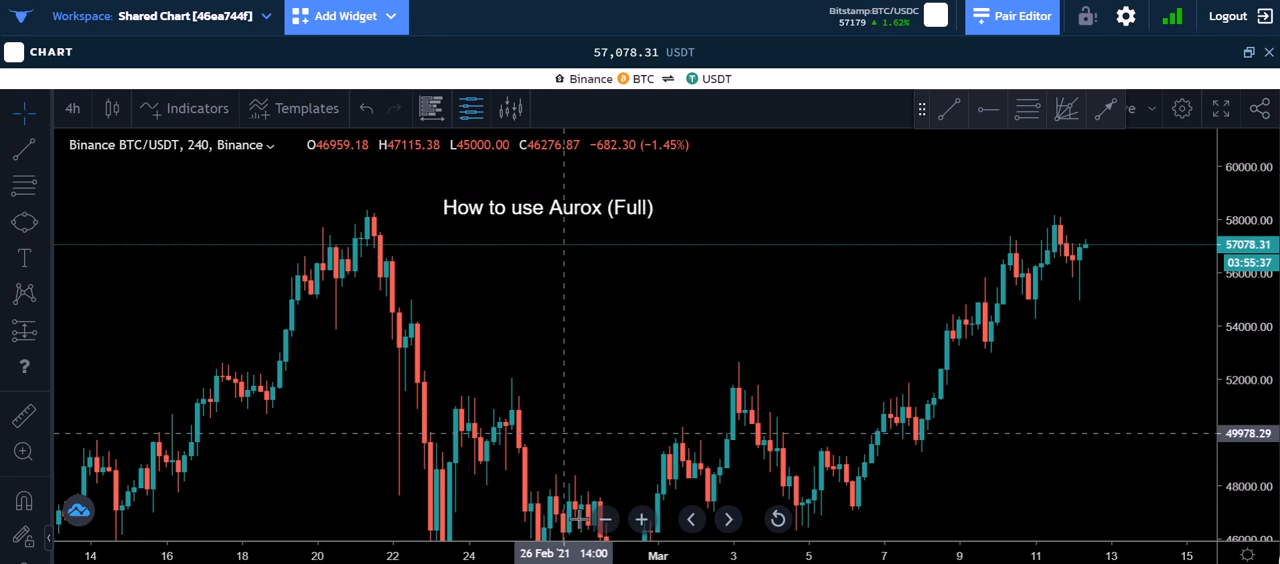 Workspace: Shared Chart [46ea744f]
Add Widget
Bitstamp:BTC/USDC
57179 ▲ 1.62%
Pair Editor
Logout
CHART
57,078.31 USDT
Binance BTC ⇌ USDT
4h
Indicators
Templates
Binance BTC/USDT, 240, Binance
O46959.18 H47115.38 L45000.00 C46276.87 -682.30 (-1.45%)
How to use Aurox (Full)
60000.00
58000.00
57078.31
03:55:37
56000.00
54000.00
52000.00
49978.29
48000.00
46000.00
14 16 18 20 22 24 26 Feb '21 14:00 Mar 3 5 7 9 11 13 15